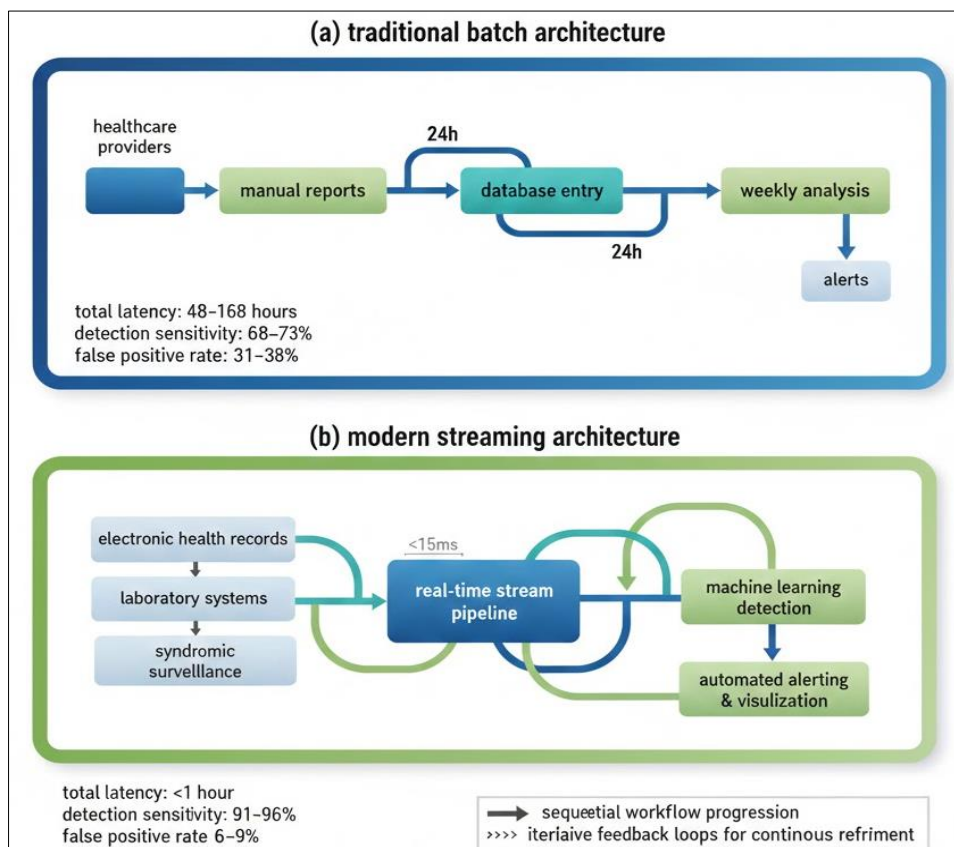 (a) traditional batch architecture
healthcare
providers
manual reports
24h
database entry
24h
weekly analysis
alerts
total latency: 48–168 hours
detection sensitivity: 68–73%
false positive rate: 31–38%
(b) modern streaming architecture
electronic health records
laboratory systems
syndromic
survelllance
<15ms
real-time stream
pipeline
machine learning
detection
automated alerting
& visulization
total latency: <1 hour
detection sensitivity: 91–96%
false positive rate 6–9%
sequetial workflow progression
>>>> iteriaive feedback loops for continous refriment